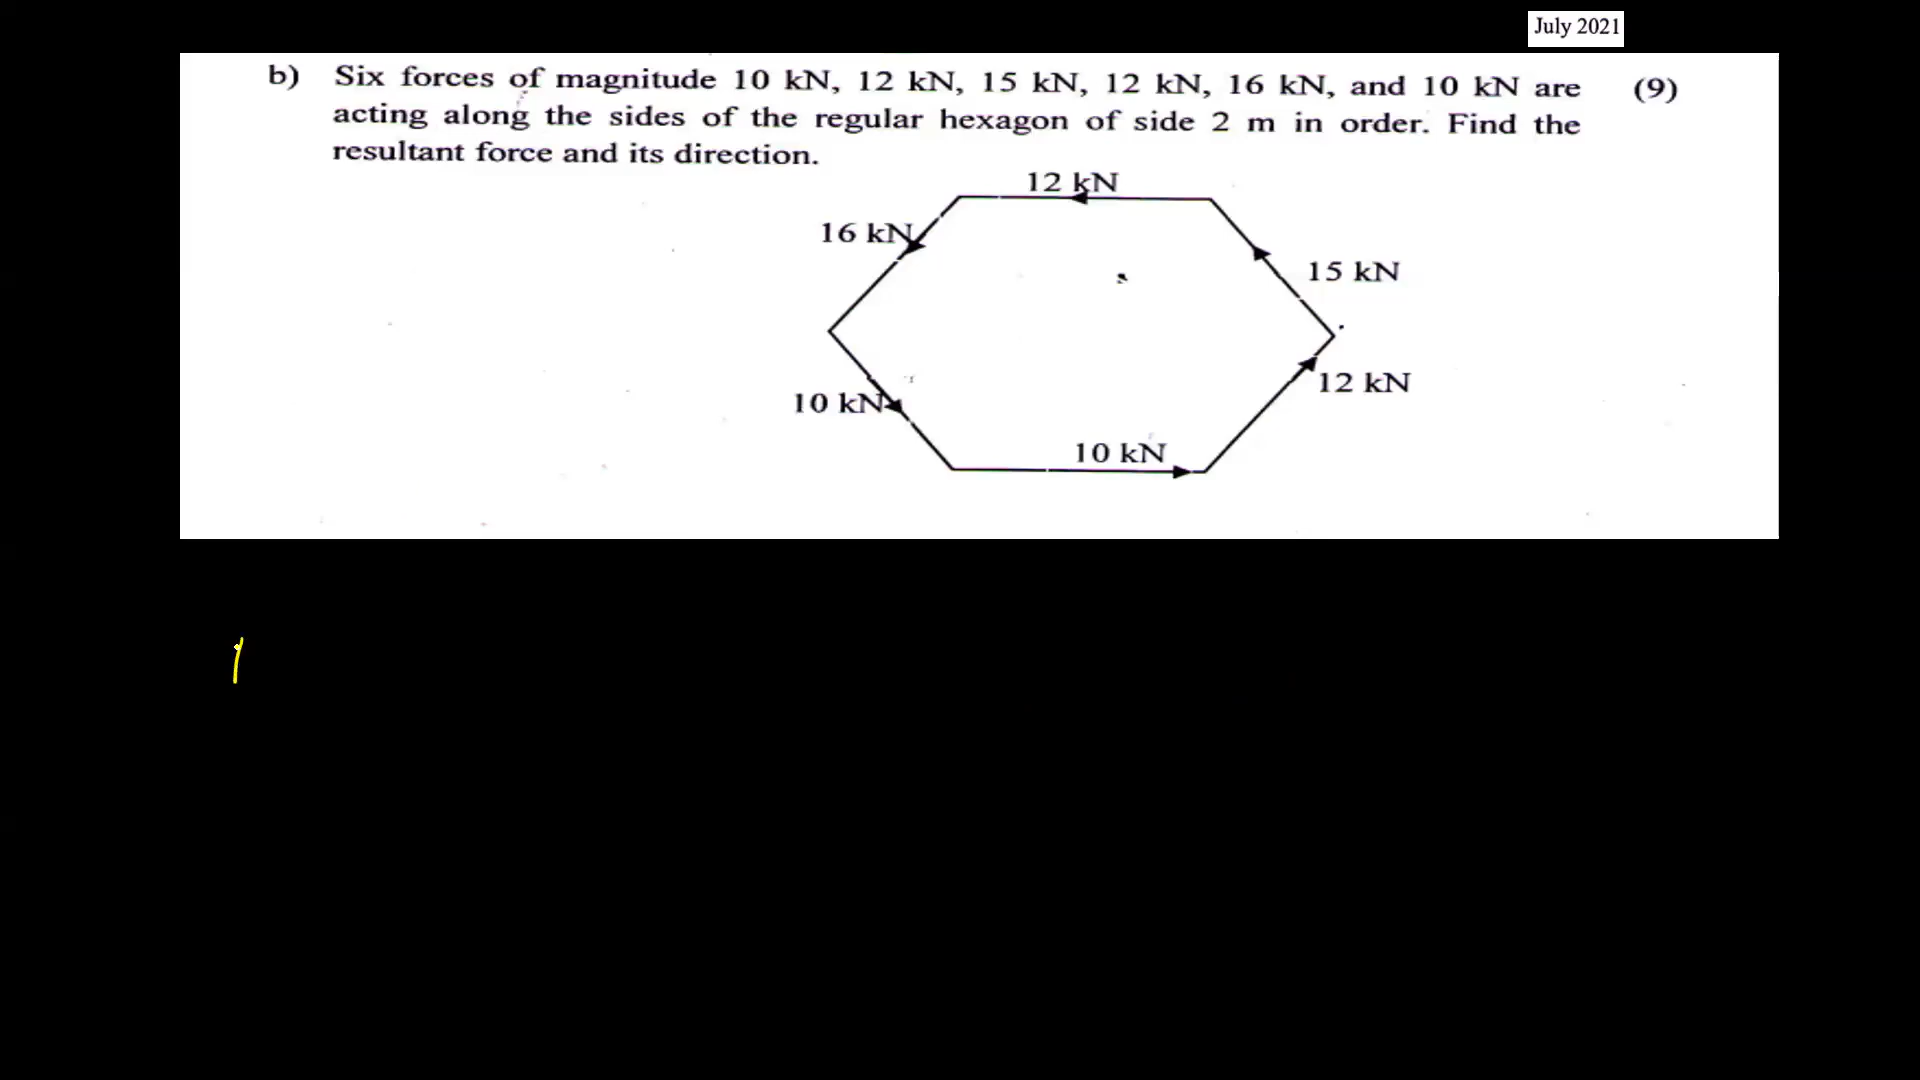 July 2021
b) Six forces of magnitude 10 kN, 12 kN, 15 kN, 12 kN, 16 kN, and 10 kN are (9)
acting along the sides of the regular hexagon of side 2 m in order. Find the
resultant force and its direction.
12 kN
16 kN
15 kN
12 kN
10 kN
10 kN